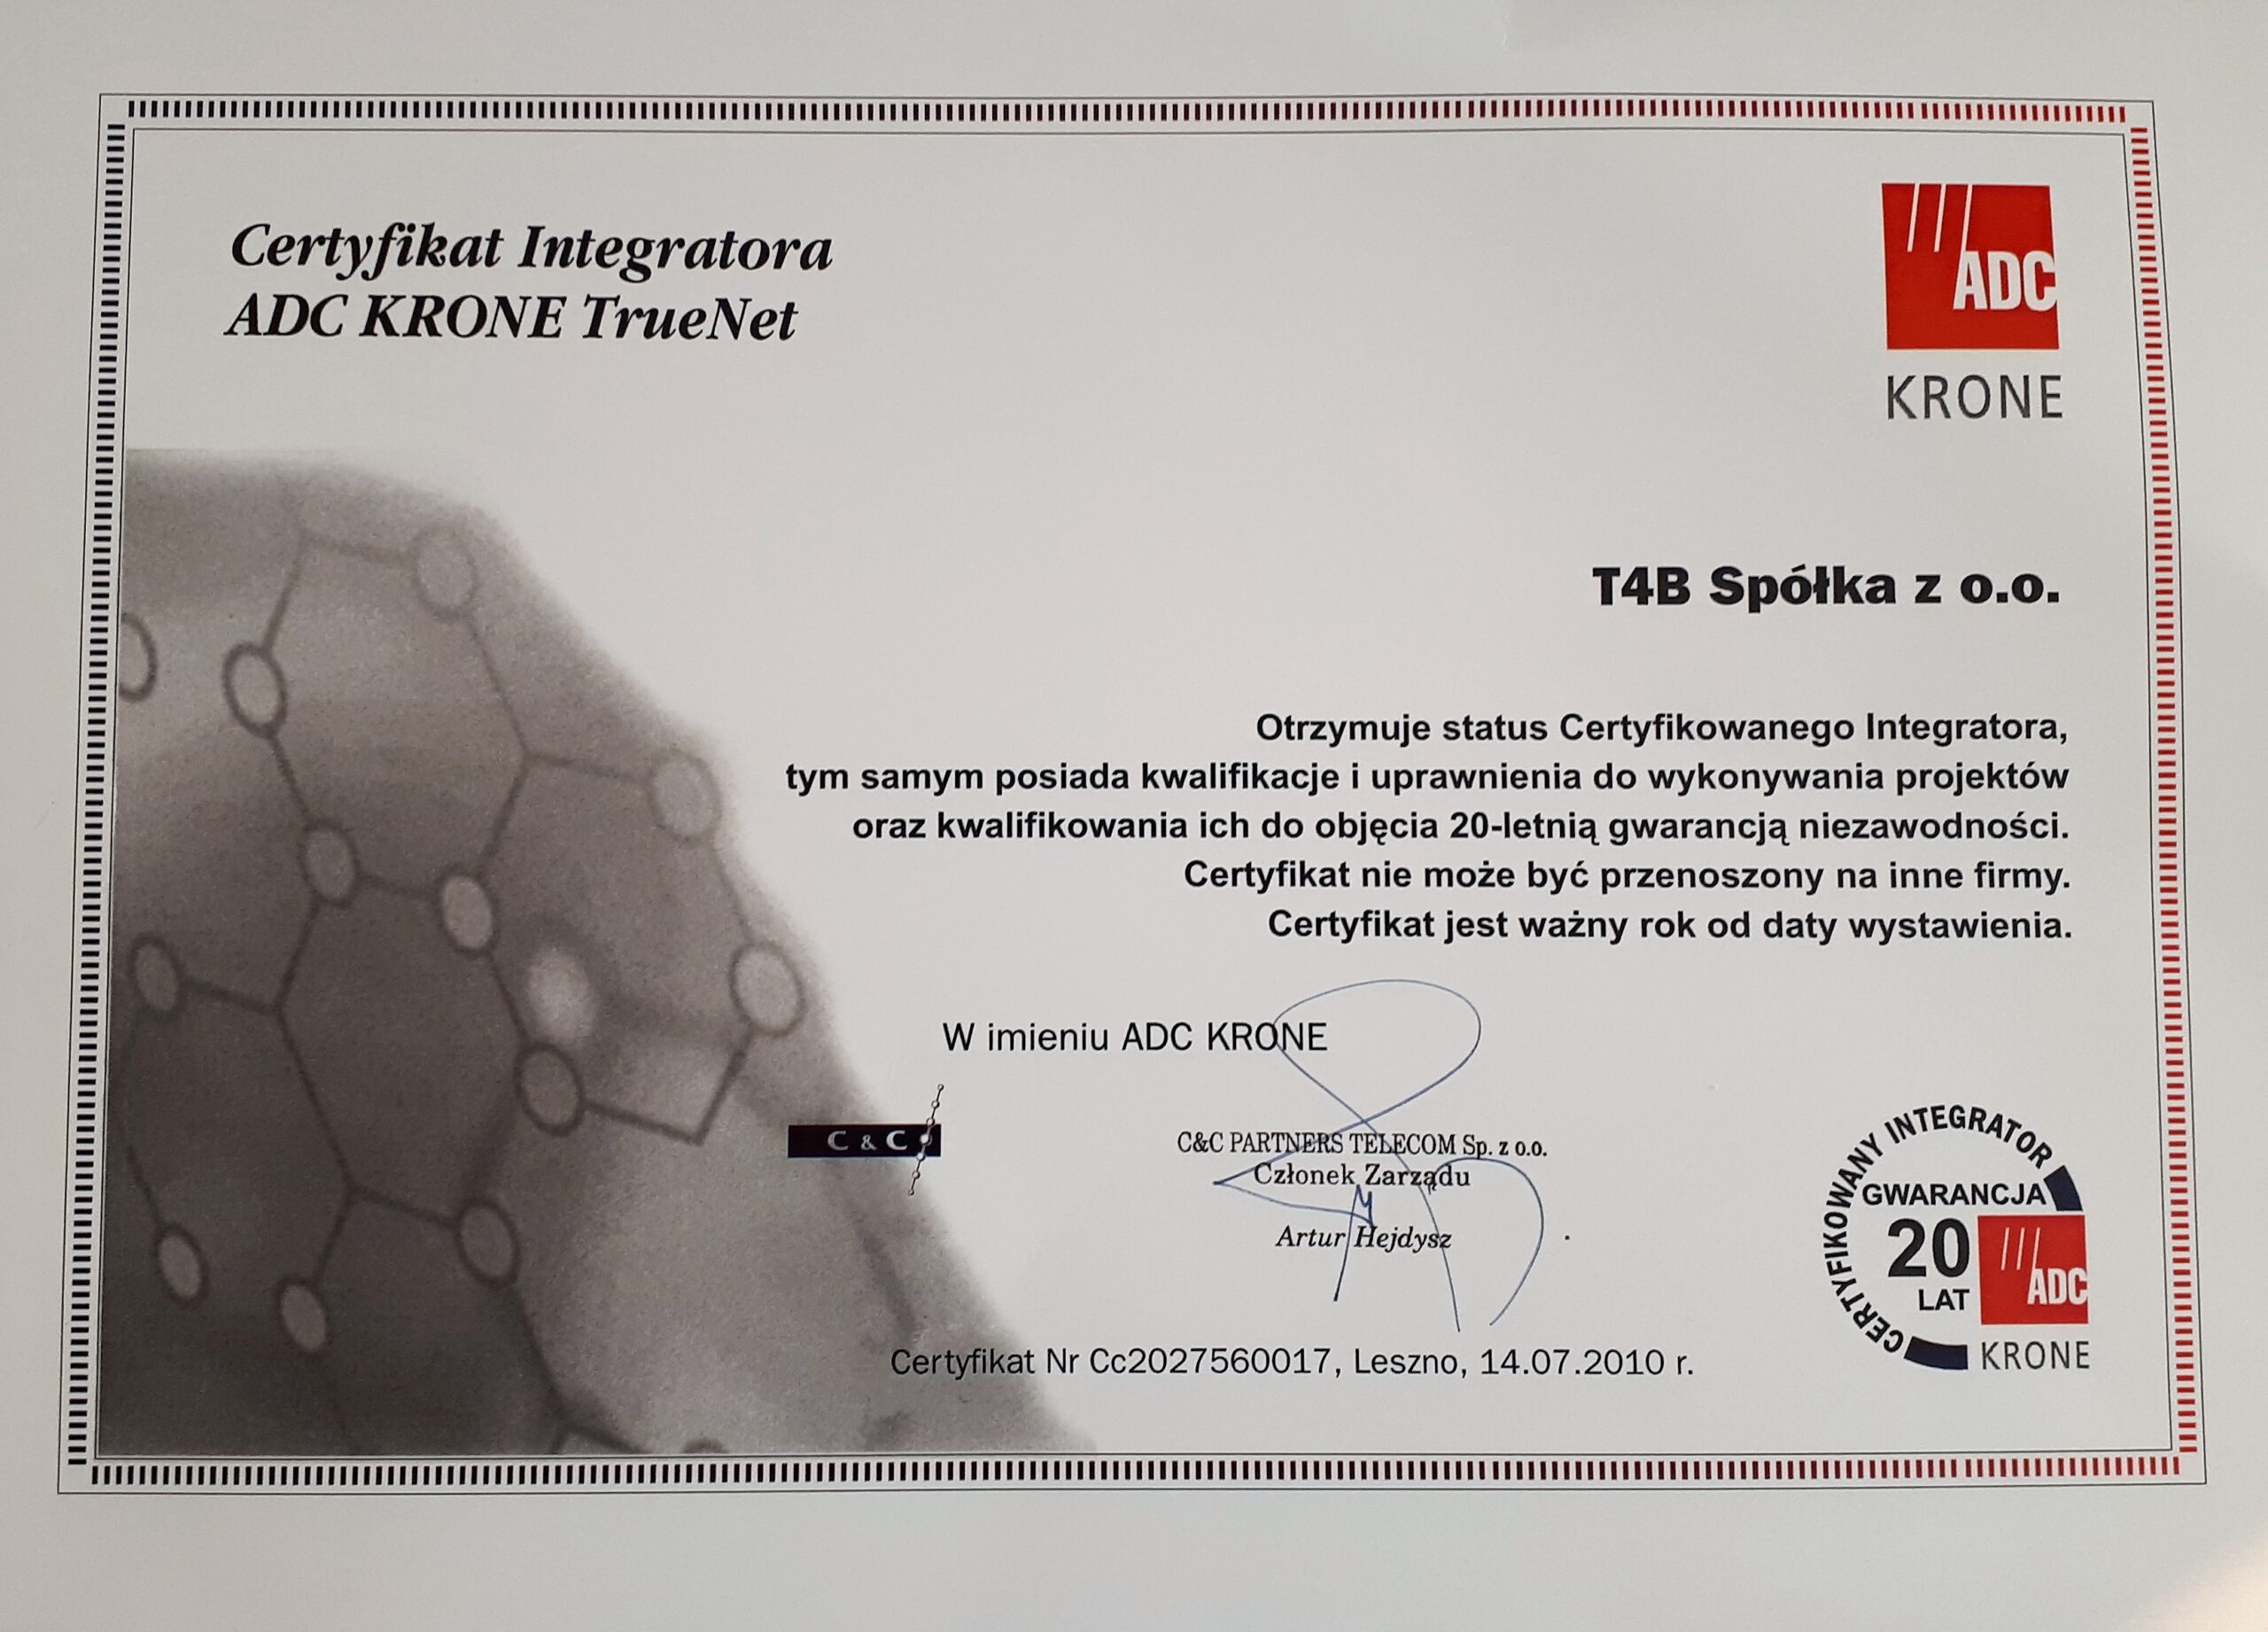 Certyfikat Integratora
ADC KRONE TrueNet
ADC
KRONE
T4B Spółka z o.o.
Otrzymuje status Certyfikowanego Integratora,
tym samym posiada kwalifikacje i uprawnienia do wykonywania projektów
oraz kwalifikowania ich do objęcia 20-letnią gwarancją niezawodności.
Certyfikat nie może być przenoszony na inne firmy.
Certyfikat jest ważny rok od daty wystawienia.
W imieniu ADC KRONE
C & C
C&C PARTNERS TELECOM Sp. z o.o.
Członek Zarządu
Artur Hejdysz
CERTYFIKOWANY INTEGRATOR
GWARANCJA
20
LAT
ADC
KRONE
Certyfikat Nr Cc2027560017, Leszno, 14.07.2010 r.